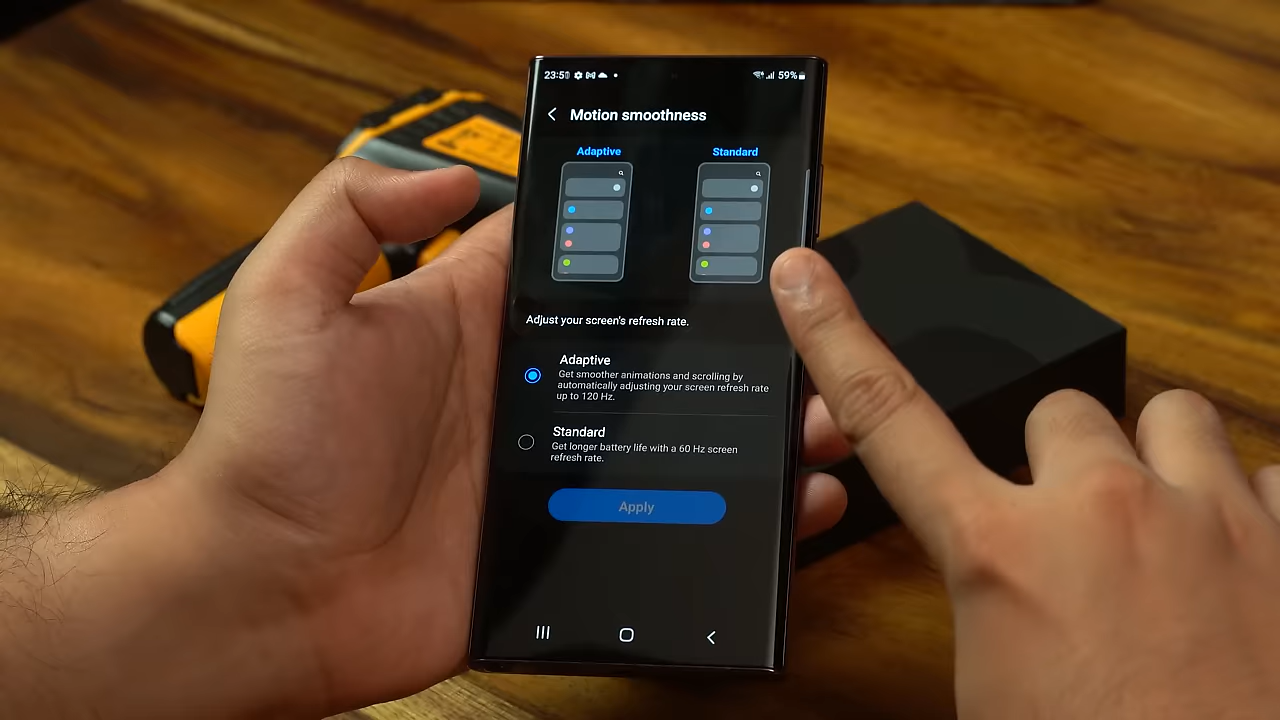 59%
Motion smoothness
Adaptive
Standard
Adjust your screen's refresh rate.
Adaptive
Get smoother animations and scrolling by
automatically adjusting your screen refresh rate
up to 120 Hz.
Standard
Get longer battery life with a 60 Hz screen
refresh rate.
Apply